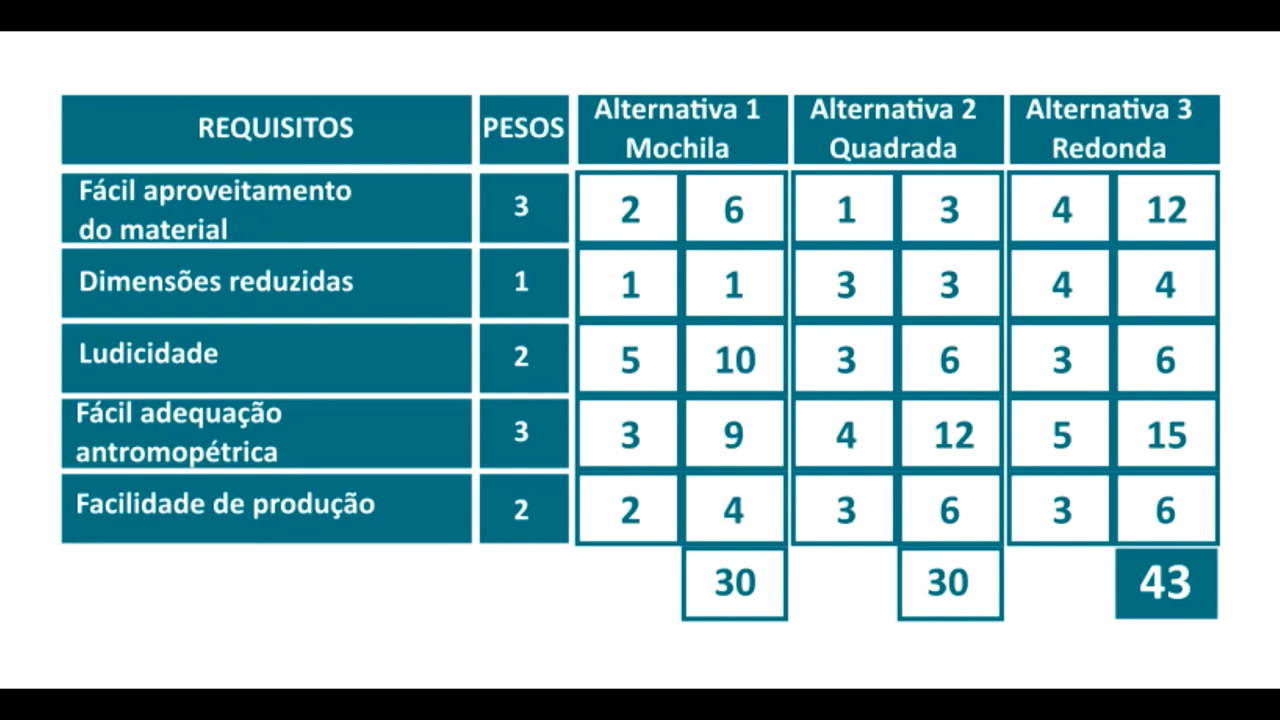 REQUISITOS PESOS Alternativa 1 Mochila Alternativa 2 Quadrada Alternativa 3 Redonda
Fácil aproveitamento
do material 3 2 6 1 3 4 12
Dimensões reduzidas 1 1 1 3 3 4 4
Ludicidade 2 5 10 3 6 3 6
Fácil adequação
antromopétrica 3 3 9 4 12 5 15
Facilidade de produção 2 2 4 3 6 3 6
30 30 43